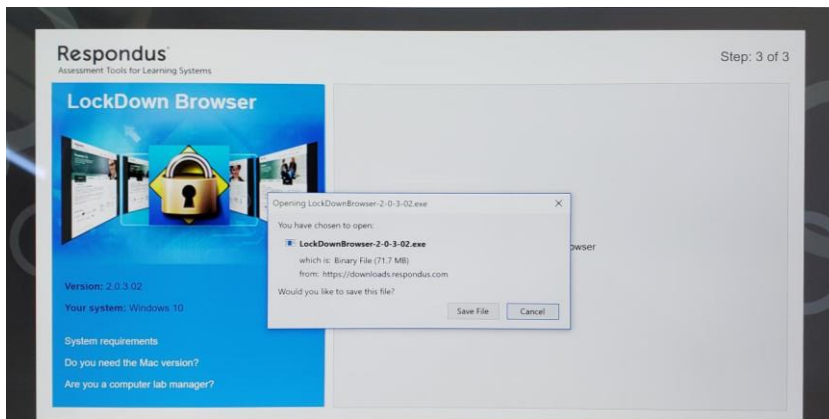 Respondus
Assessment Tools for Learning Systems
Step: 3 of 3
LockDown Browser
Opening LockDownBrowser-2-0-3-02.exe
You have chosen to open:
LockDownBrowser-2-0-3-02.exe
which is: Binary File (71.7 MB)
from: https://downloads.respondus.com
Would you like to save this file?
Save File
Cancel
owser
Version: 2.0.3.02
Your system: Windows 10
System requirements
Do you need the Mac version?
Are you a computer lab manager?